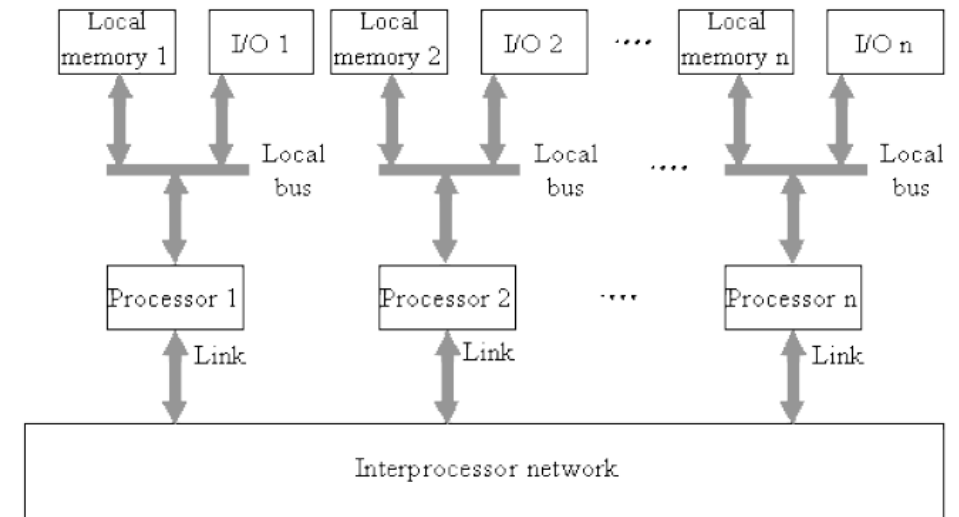 Local
memory 1
I/O 1
Local
memory 2
I/O 2
....
Local
memory n
I/O n
Local
bus
Local
bus
....
Local
bus
Processor 1
Processor 2
....
Processor n
Link
Link
Link
Interprocessor network